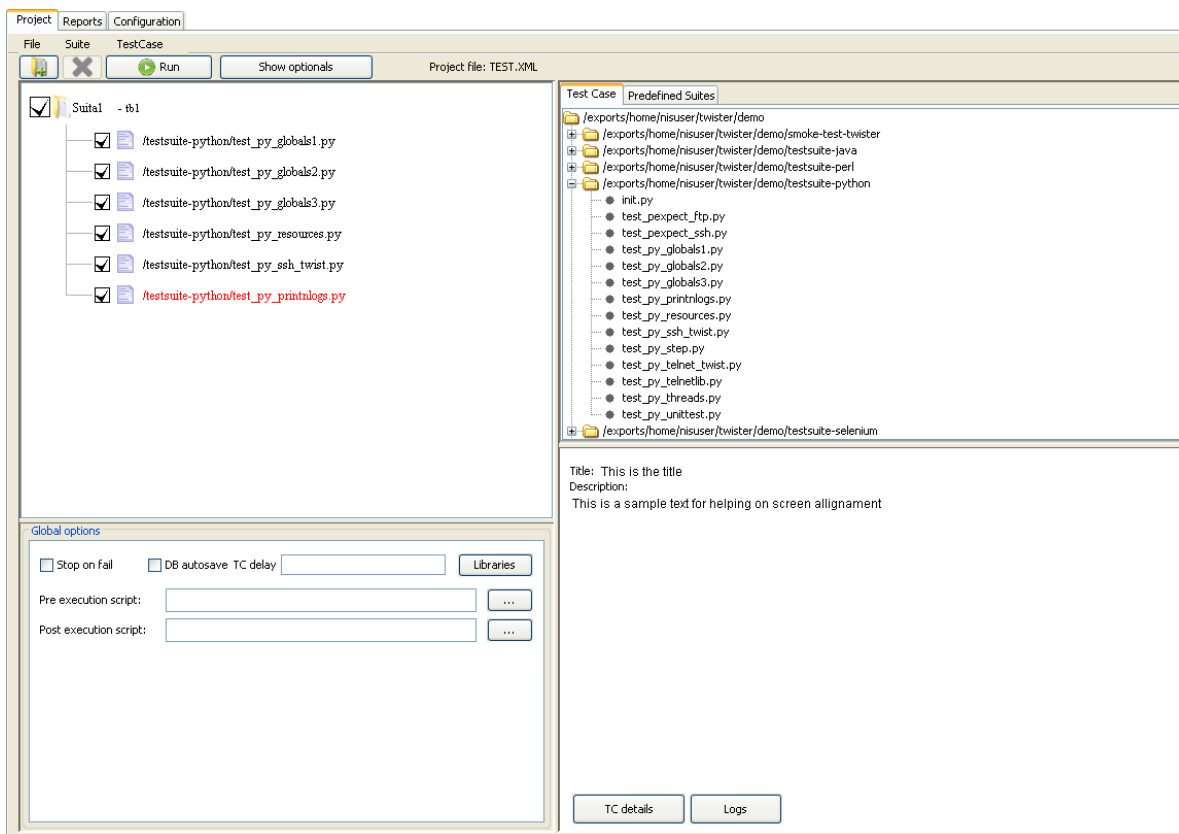 Project Reports Configuration
File Suite TestCase
Run Show optionals Project file: TEST.XML
Suita1 - tb1
/testsuite-python/test_py_globals1.py
/testsuite-python/test_py_globals2.py
/testsuite-python/test_py_globals3.py
/testsuite-python/test_py_resources.py
/testsuite-python/test_py_ssh_twist.py
/testsuite-python/test_py_printnlogs.py
Global options
Stop on fail DB autosave TC delay Libraries
Pre execution script: ...
Post execution script: ...
Test Case Predefined Suites
/exports/home/nisuser/twister/demo
/exports/home/nisuser/twister/demo/smoke-test-twister
/exports/home/nisuser/twister/demo/testsuite-java
/exports/home/nisuser/twister/demo/testsuite-perl
/exports/home/nisuser/twister/demo/testsuite-python
init.py
test_pexpect_ftp.py
test_pexpect_ssh.py
test_py_globals1.py
test_py_globals2.py
test_py_globals3.py
test_py_printnlogs.py
test_py_resources.py
test_py_ssh_twist.py
test_py_step.py
test_py_telnet_twist.py
test_py_telnetlib.py
test_py_threads.py
test_py_unittest.py
/exports/home/nisuser/twister/demo/testsuite-selenium
Title: This is the title
Description:
This is a sample text for helping on screen allignament
TC details Logs